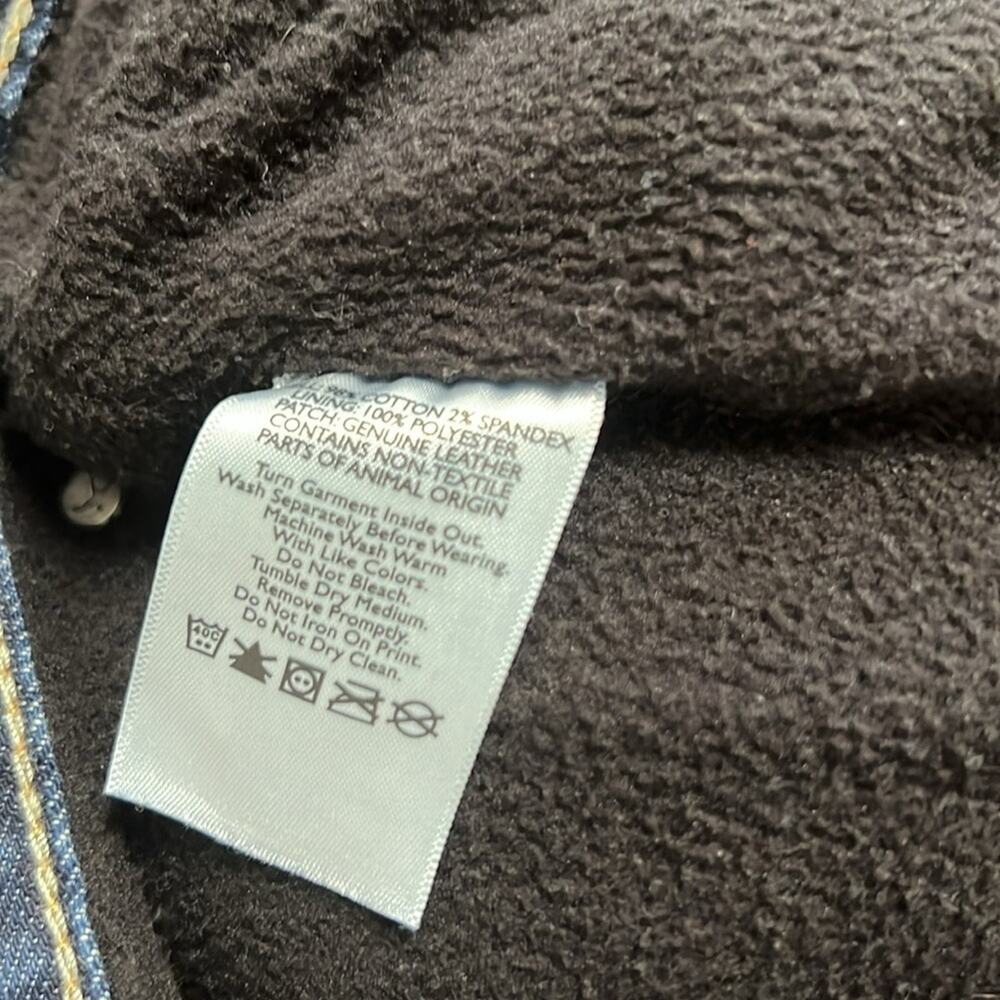 COTTON 2% SPANDEX
LINING: 100% POLYESTER
PATCH: GENUINE LEATHER
CONTAINS NON-TEXTILE
PARTS OF ANIMAL ORIGIN
Turn Garment Inside Out.
Wash Separately Before Wearing.
Machine Wash Warm
With Like Colors.
Do Not Bleach.
Tumble Dry Medium.
Remove Promptly.
Do Not Iron On Print.
Do Not Dry Clean.
40C